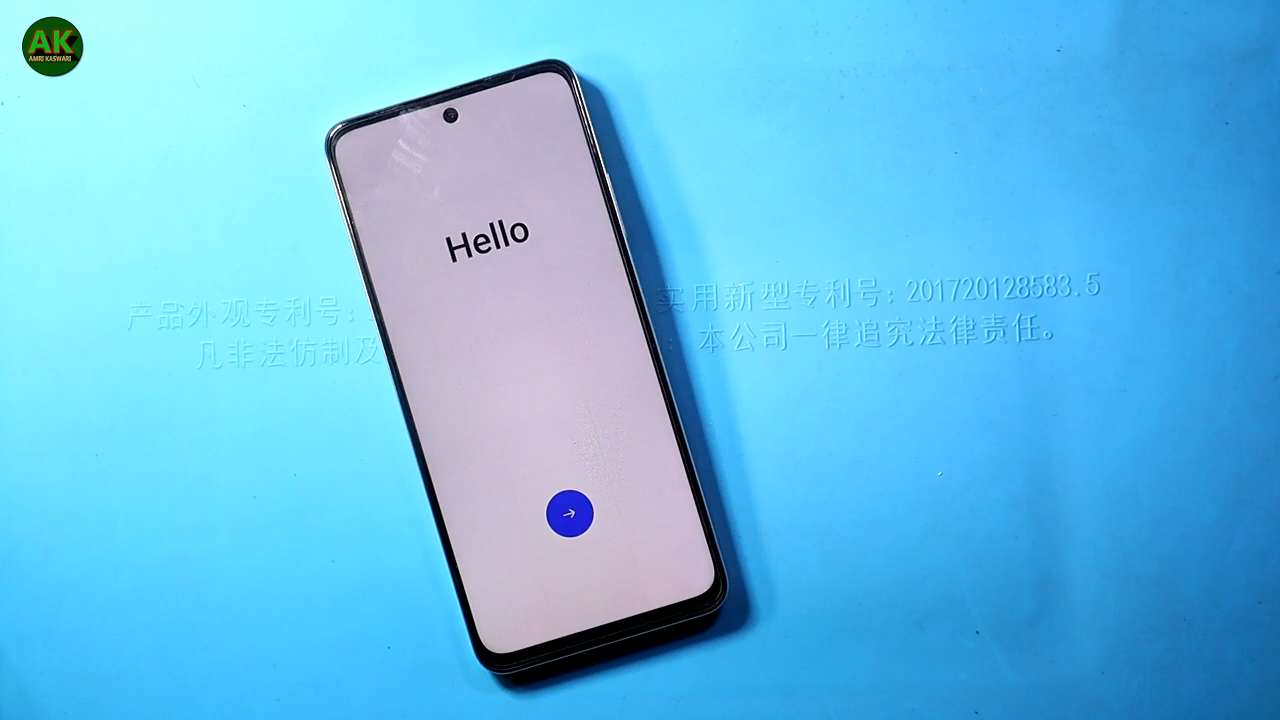 AK
AMRI KASWARI
Hello
产品外观专利号:
实用新型专利号: 201720128583.5
凡非法仿制及
: 本公司一律追究法律责任。